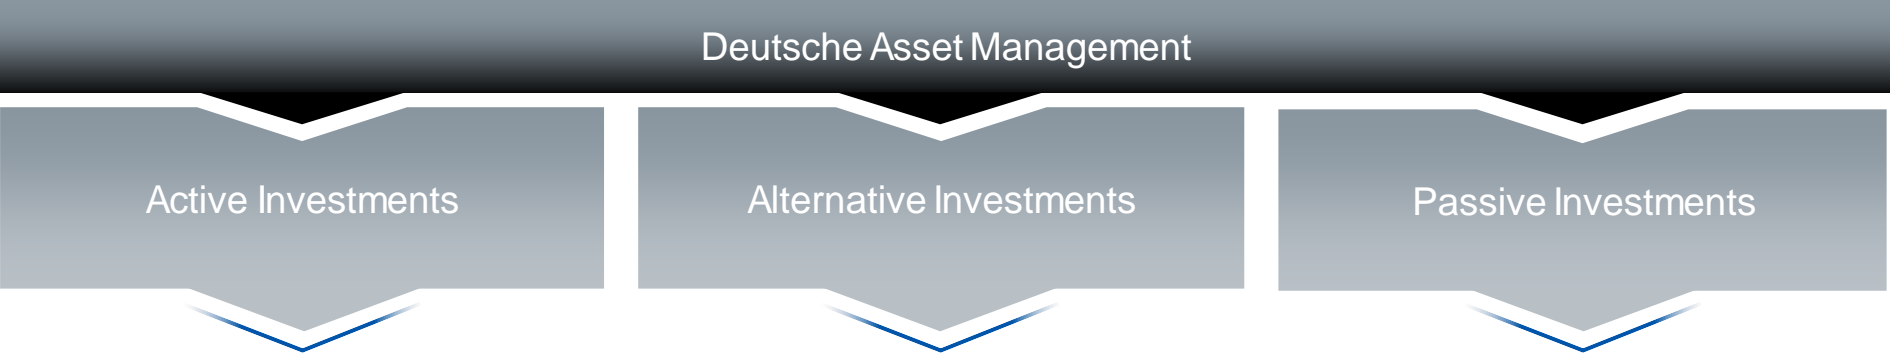 Deutsche Asset Management
Active Investments
Alternative Investments
Passive Investments